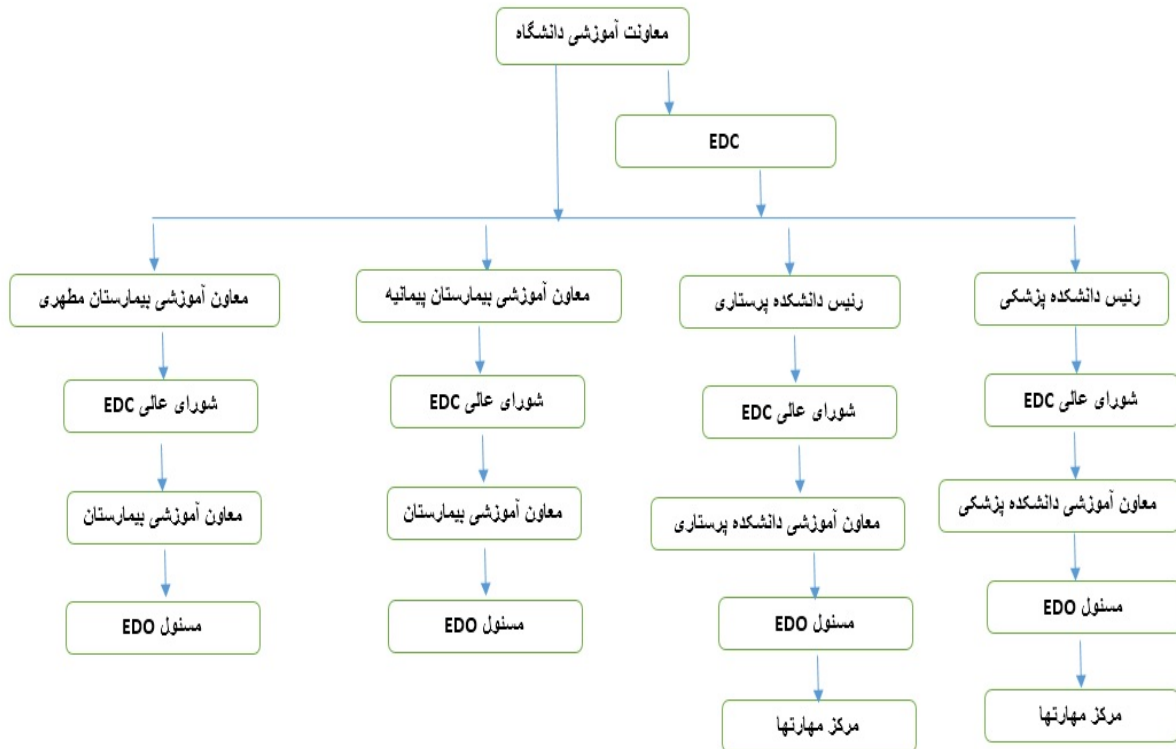 معاونت آموزشی دانشگاه
EDC
رئیس دانشکده پزشکی
رئیس دانشکده پرستاری
معاون آموزشی بیمارستان پیمانیه
معاون آموزشی بیمارستان مطهری
شورای عالی EDC
شورای عالی EDC
شورای عالی EDC
شورای عالی EDC
معاون آموزشی دانشکده پزشکی
معاون آموزشی دانشکده پرستاری
معاون آموزشی بیمارستان
معاون آموزشی بیمارستان
مسئول EDO
مسئول EDO
مسئول EDO
مسئول EDO
مرکز مهارتها
مرکز مهارتها